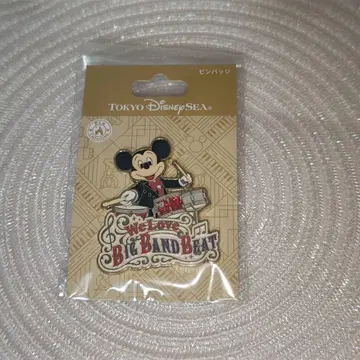 ピンバッジ
TOKYO DISNEYSEA®
We Love
BIG BAND BEAT